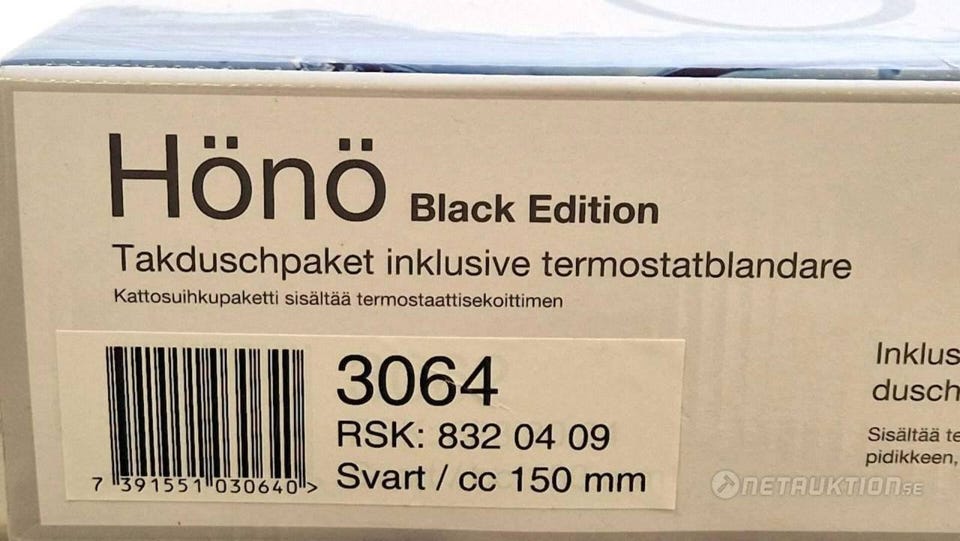 Hönö Black Edition
Takduschpaket inklusive termostatblandare
Kattosuihkupaketti sisältää termostaattisekoittimen
3064
RSK: 832 04 09
Svart / cc 150 mm
7 391551 030640 >
Inklus
dusch
Sisältää te
pidikkeen,
NETAUKTION.SE